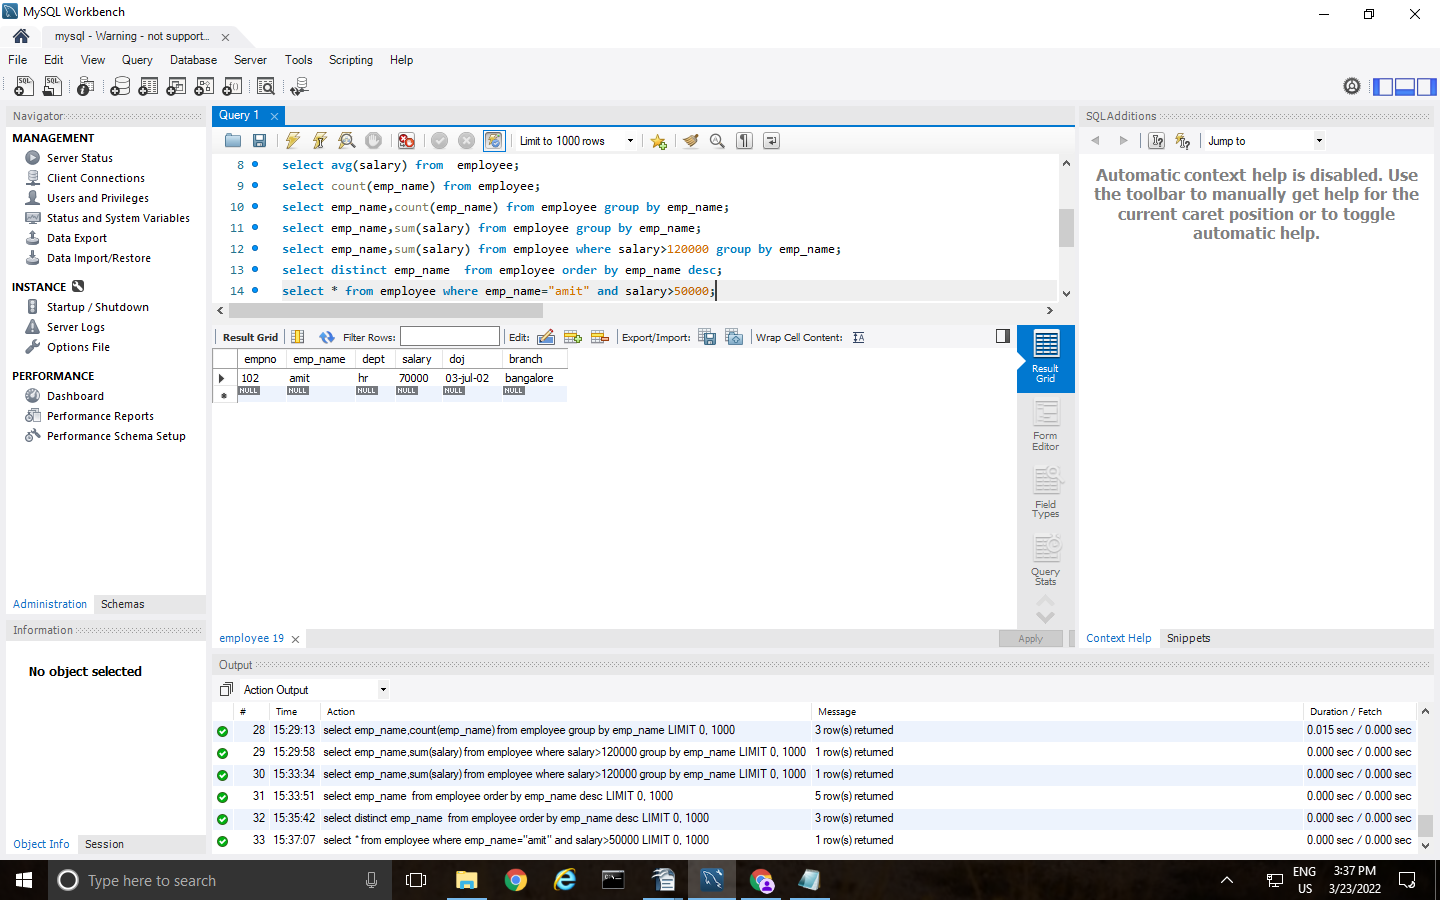 MySQL Workbench
mysql - Warning - not support...
File Edit View Query Database Server Tools Scripting Help
Navigator
MANAGEMENT
Server Status
Client Connections
Users and Privileges
Status and System Variables
Data Export
Data Import/Restore
INSTANCE
Startup / Shutdown
Server Logs
Options File
PERFORMANCE
Dashboard
Performance Reports
Performance Schema Setup
Administration Schemas
Information
No object selected
Object Info Session
Query 1
Limit to 1000 rows
8 select avg(salary) from  employee;
9 select count(emp_name) from employee;
10 select emp_name,count(emp_name) from employee group by emp_name;
11 select emp_name,sum(salary) from employee group by emp_name;
12 select emp_name,sum(salary) from employee where salary>120000 group by emp_name;
13 select distinct emp_name  from employee order by emp_name desc;
14 select * from employee where emp_name="amit" and salary>50000;
Result Grid Filter Rows: Edit: Export/Import: Wrap Cell Content:
empno emp_name dept salary doj branch
102 amit hr 70000 03-jul-02 bangalore
NULL NULL NULL NULL NULL NULL
Result
Grid
Form
Editor
Field
Types
Query
Stats
employee 19 Apply
SQLAdditions
Jump to
Automatic context help is disabled. Use
the toolbar to manually get help for the
current caret position or to toggle
automatic help.
Context Help Snippets
Output
Action Output
# Time Action Message Duration / Fetch
28 15:29:13 select emp_name,count(emp_name) from employee group by emp_name LIMIT 0, 1000 3 row(s) returned 0.015 sec / 0.000 sec
29 15:29:58 select emp_name,sum(salary) from employee where salary>120000 group by emp_name LIMIT 0, 1000 1 row(s) returned 0.000 sec / 0.000 sec
30 15:33:34 select emp_name,sum(salary) from employee where salary>120000 group by emp_name LIMIT 0, 1000 1 row(s) returned 0.000 sec / 0.000 sec
31 15:33:51 select emp_name  from employee order by emp_name desc LIMIT 0, 1000 5 row(s) returned 0.000 sec / 0.000 sec
32 15:35:42 select distinct emp_name  from employee order by emp_name desc LIMIT 0, 1000 3 row(s) returned 0.000 sec / 0.000 sec
33 15:37:07 select * from employee where emp_name="amit" and salary>50000 LIMIT 0, 1000 1 row(s) returned 0.000 sec / 0.000 sec
Type here to search
ENG
US
3:37 PM
3/23/2022